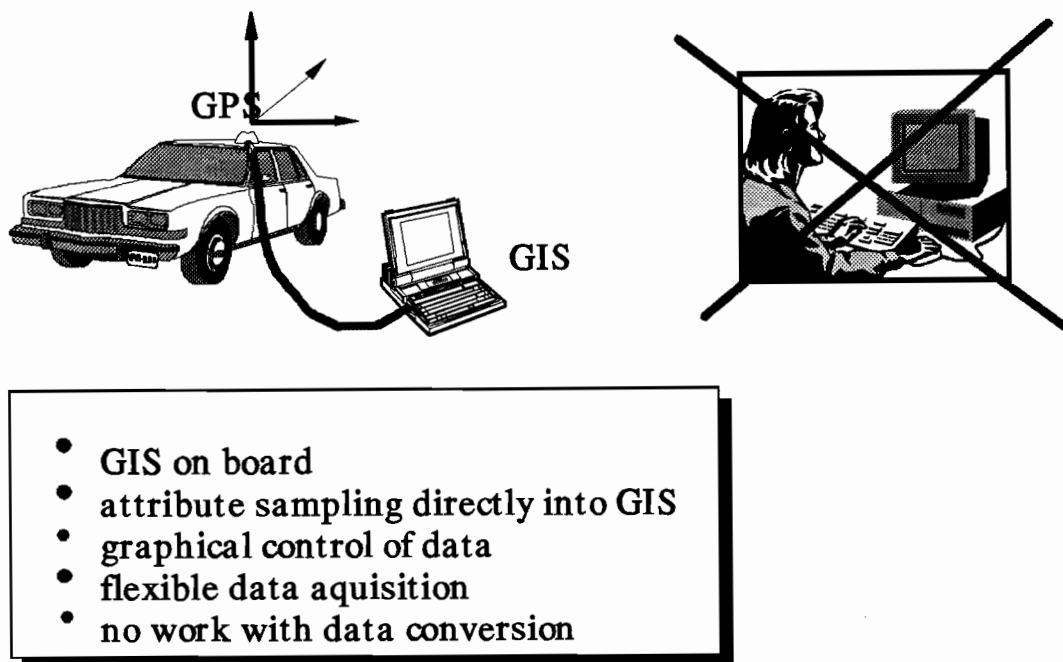 GPS
GIS
• GIS on board
• attribute sampling directly into GIS
• graphical control of data
• flexible data aquisition
• no work with data conversion